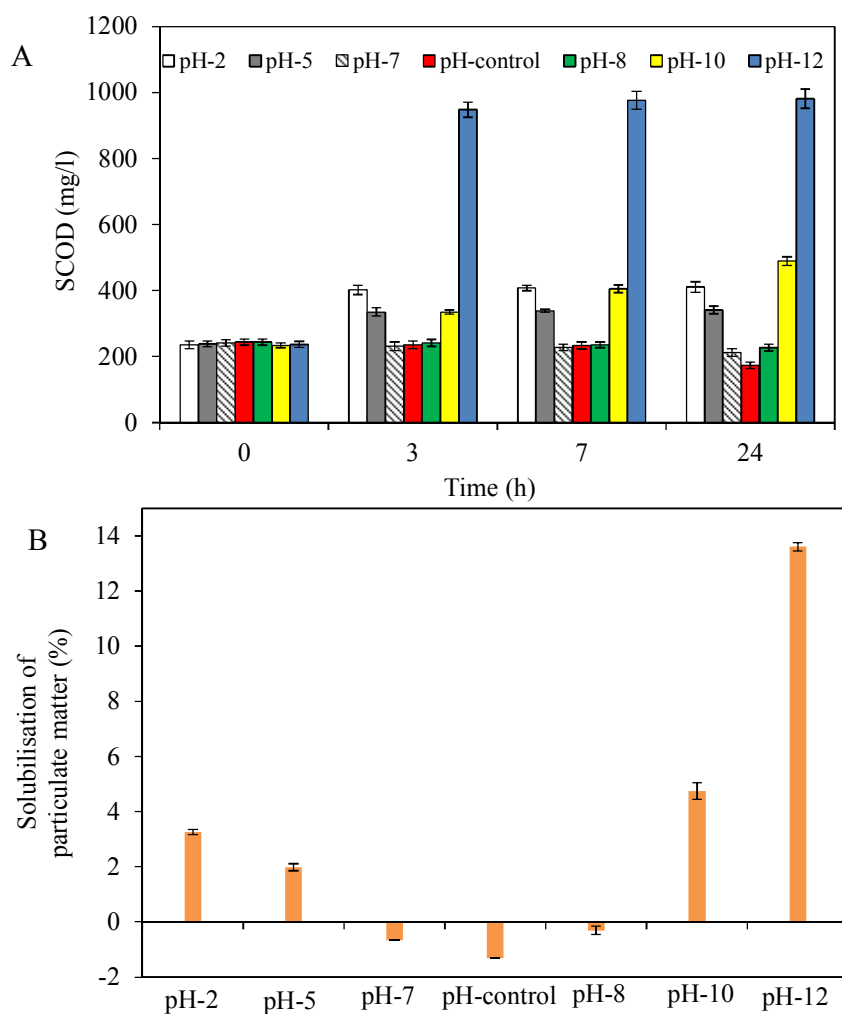 A
1200
pH-2 pH-5 pH-7 pH-control pH-8 pH-10 pH-12
1000
800
600
400
200
0
SCOD (mg/l)
0 3 7 24
Time (h)
B
14
12
10
8
6
4
2
0
-2
Solubilisation of
particulate matter (%)
pH-2 pH-5 pH-7 pH-control pH-8 pH-10 pH-12